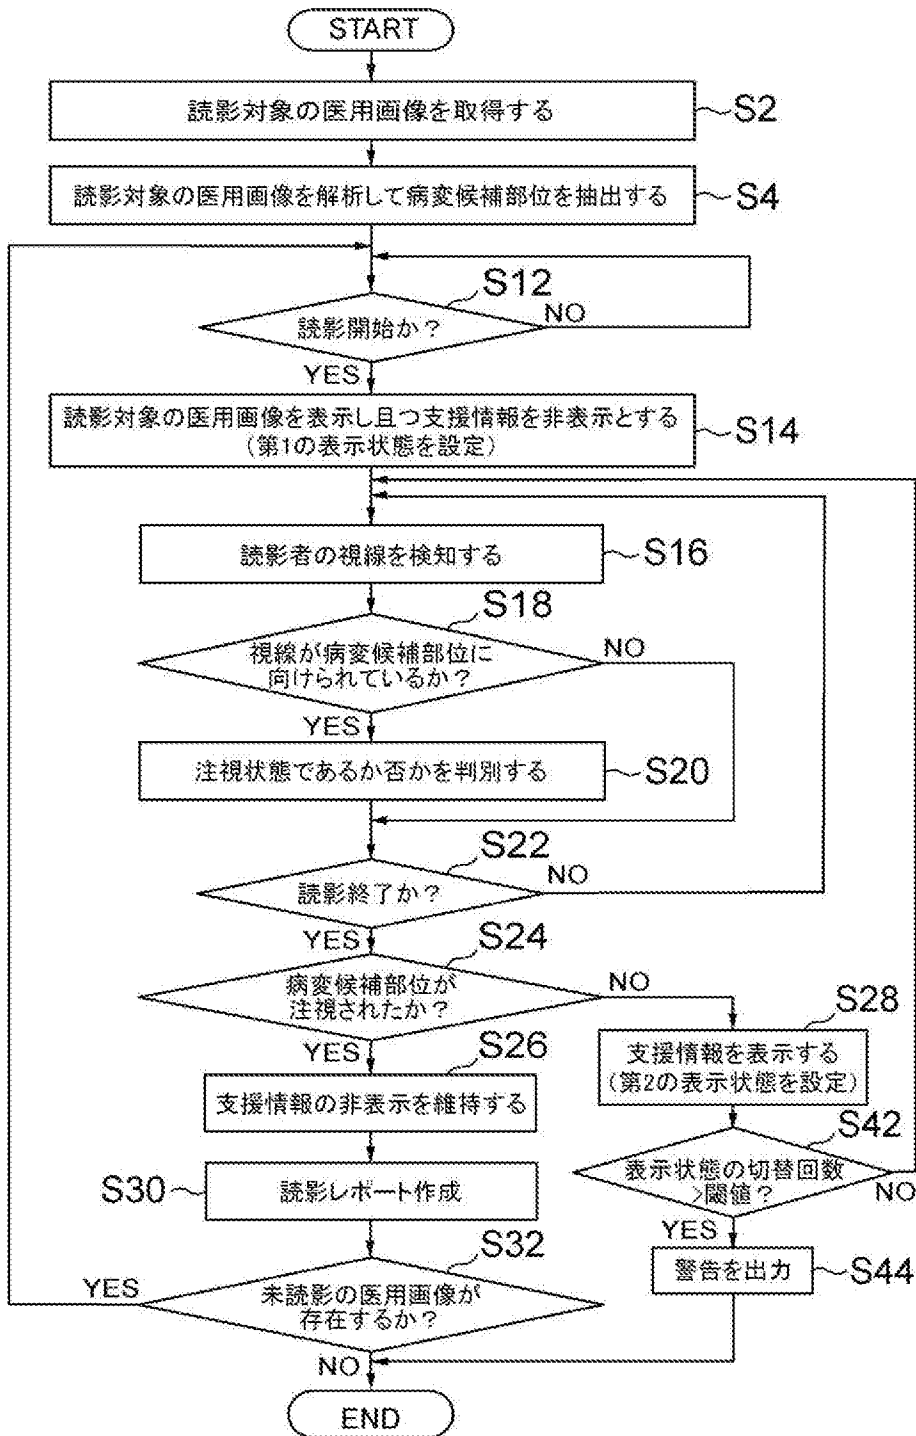 START
読影対象の医用画像を取得する
S2
読影対象の医用画像を解析して病変候補部位を抽出する
S4
S12
読影開始か?
NO
YES
読影対象の医用画像を表示し且つ支援情報を非表示とする
(第1の表示状態を設定)
S14
読影者の視線を検知する
S16
S18
視線が病変候補部位に
向けられているか?
NO
YES
注視状態であるか否かを判別する
S20
S22
読影終了か?
NO
YES
S24
病変候補部位が
注視されたか?
NO
YES
S28
支援情報を表示する
(第2の表示状態を設定)
S26
支援情報の非表示を維持する
S42
表示状態の切替回数
>閾値?
NO
YES
S30
読影レポート作成
警告を出力
S44
S32
未読影の医用画像が
存在するか?
YES
NO
END